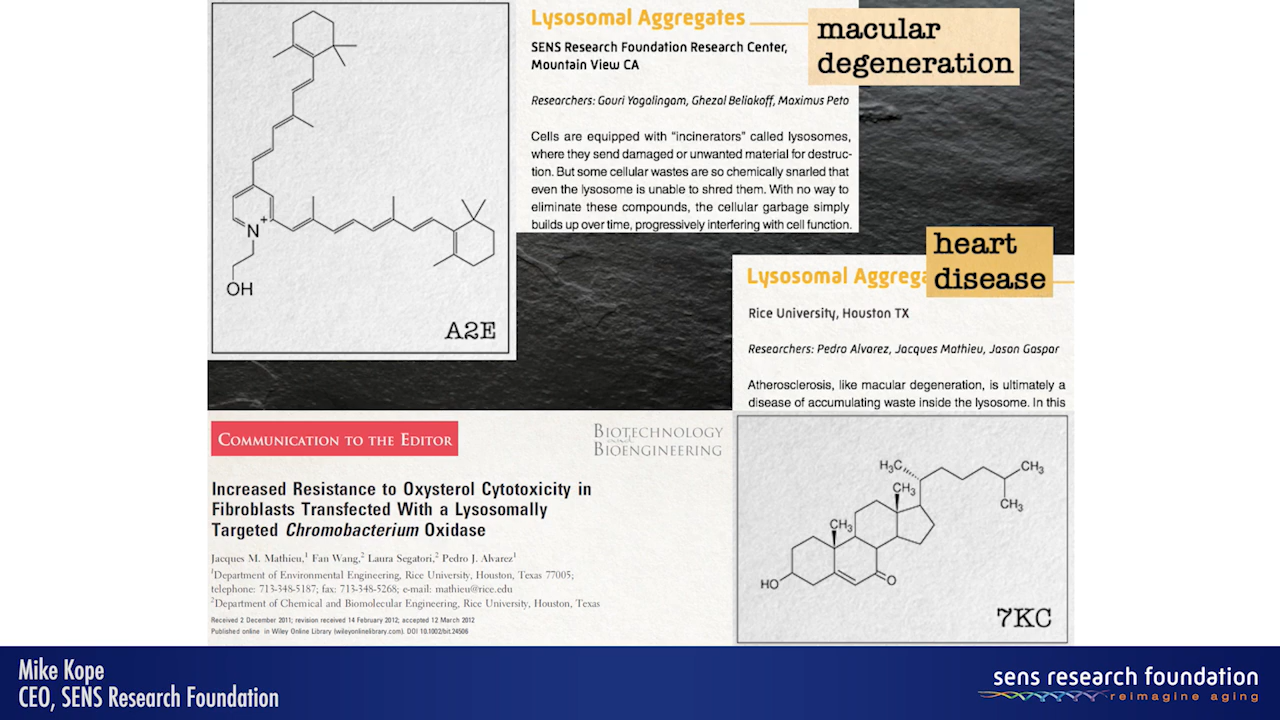 N
+
OH
A2E
Lysosomal Aggregates
SENS Research Foundation Research Center,
Mountain View CA
Researchers: Gouri Yogalingam, Ghezal Beliakoff, Maximus Peto
Cells are equipped with "incinerators" called lysosomes,
where they send damaged or unwanted material for destruc-
tion. But some cellular wastes are so chemically snarled that
even the lysosome is unable to shred them. With no way to
eliminate these compounds, the cellular garbage simply
builds up over time, progressively interfering with cell function.
macular
degeneration
Lysosomal Aggrega
heart
disease
Rice University, Houston TX
Researchers: Pedro Alvarez, Jacques Mathieu, Jason Gaspar
Atherosclerosis, like macular degeneration, is ultimately a
disease of accumulating waste inside the lysosome. In this
COMMUNICATION TO THE EDITOR
BIOTECHNOLOGY
and
BIOENGINEERING
Increased Resistance to Oxysterol Cytotoxicity in
Fibroblasts Transfected With a Lysosomally
Targeted Chromobacterium Oxidase
Jacques M. Mathieu,¹ Fan Wang,² Laura Segatori,² Pedro J. Alvarez¹
¹Department of Environmental Engineering, Rice University, Houston, Texas 77005;
telephone: 713-348-5187; fax: 713-348-5268; e-mail: mathieu@rice.edu
²Department of Chemical and Biomolecular Engineering, Rice University, Houston, Texas
Received 2 December 2011; revision received 14 February 2012; accepted 12 March 2012
Published online in Wiley Online Library (wileyonlinelibrary.com). DOI 10.1002/bit.24506
H₃C
CH₃
CH₃
CH₃
CH₃
HO
O
7KC
Mike Kope
CEO, SENS Research Foundation
sens research foundation
reimagine aging